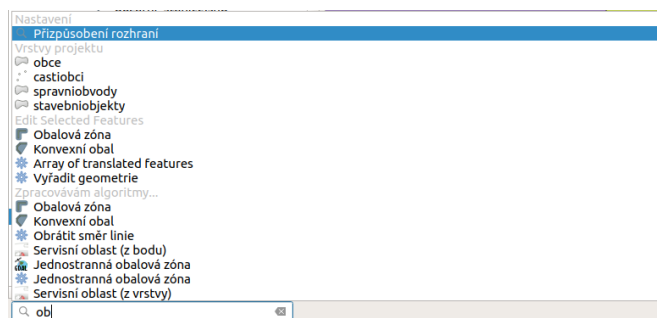 Nastavení
Přizpůsobení rozhraní
Vrstvy projektu
obce
castiobci
spravniobvody
stavebniobjekty
Edit Selected Features
Obalová zóna
Konvexní obal
Array of translated features
Vyřadit geometrie
Zpracovávám algoritmy...
Obalová zóna
Konvexní obal
Obrátit směr linie
Servisní oblast (z bodu)
Jednostranná obalová zóna
Jednostranná obalová zóna
Servisní oblast (z vrstvy)
ob